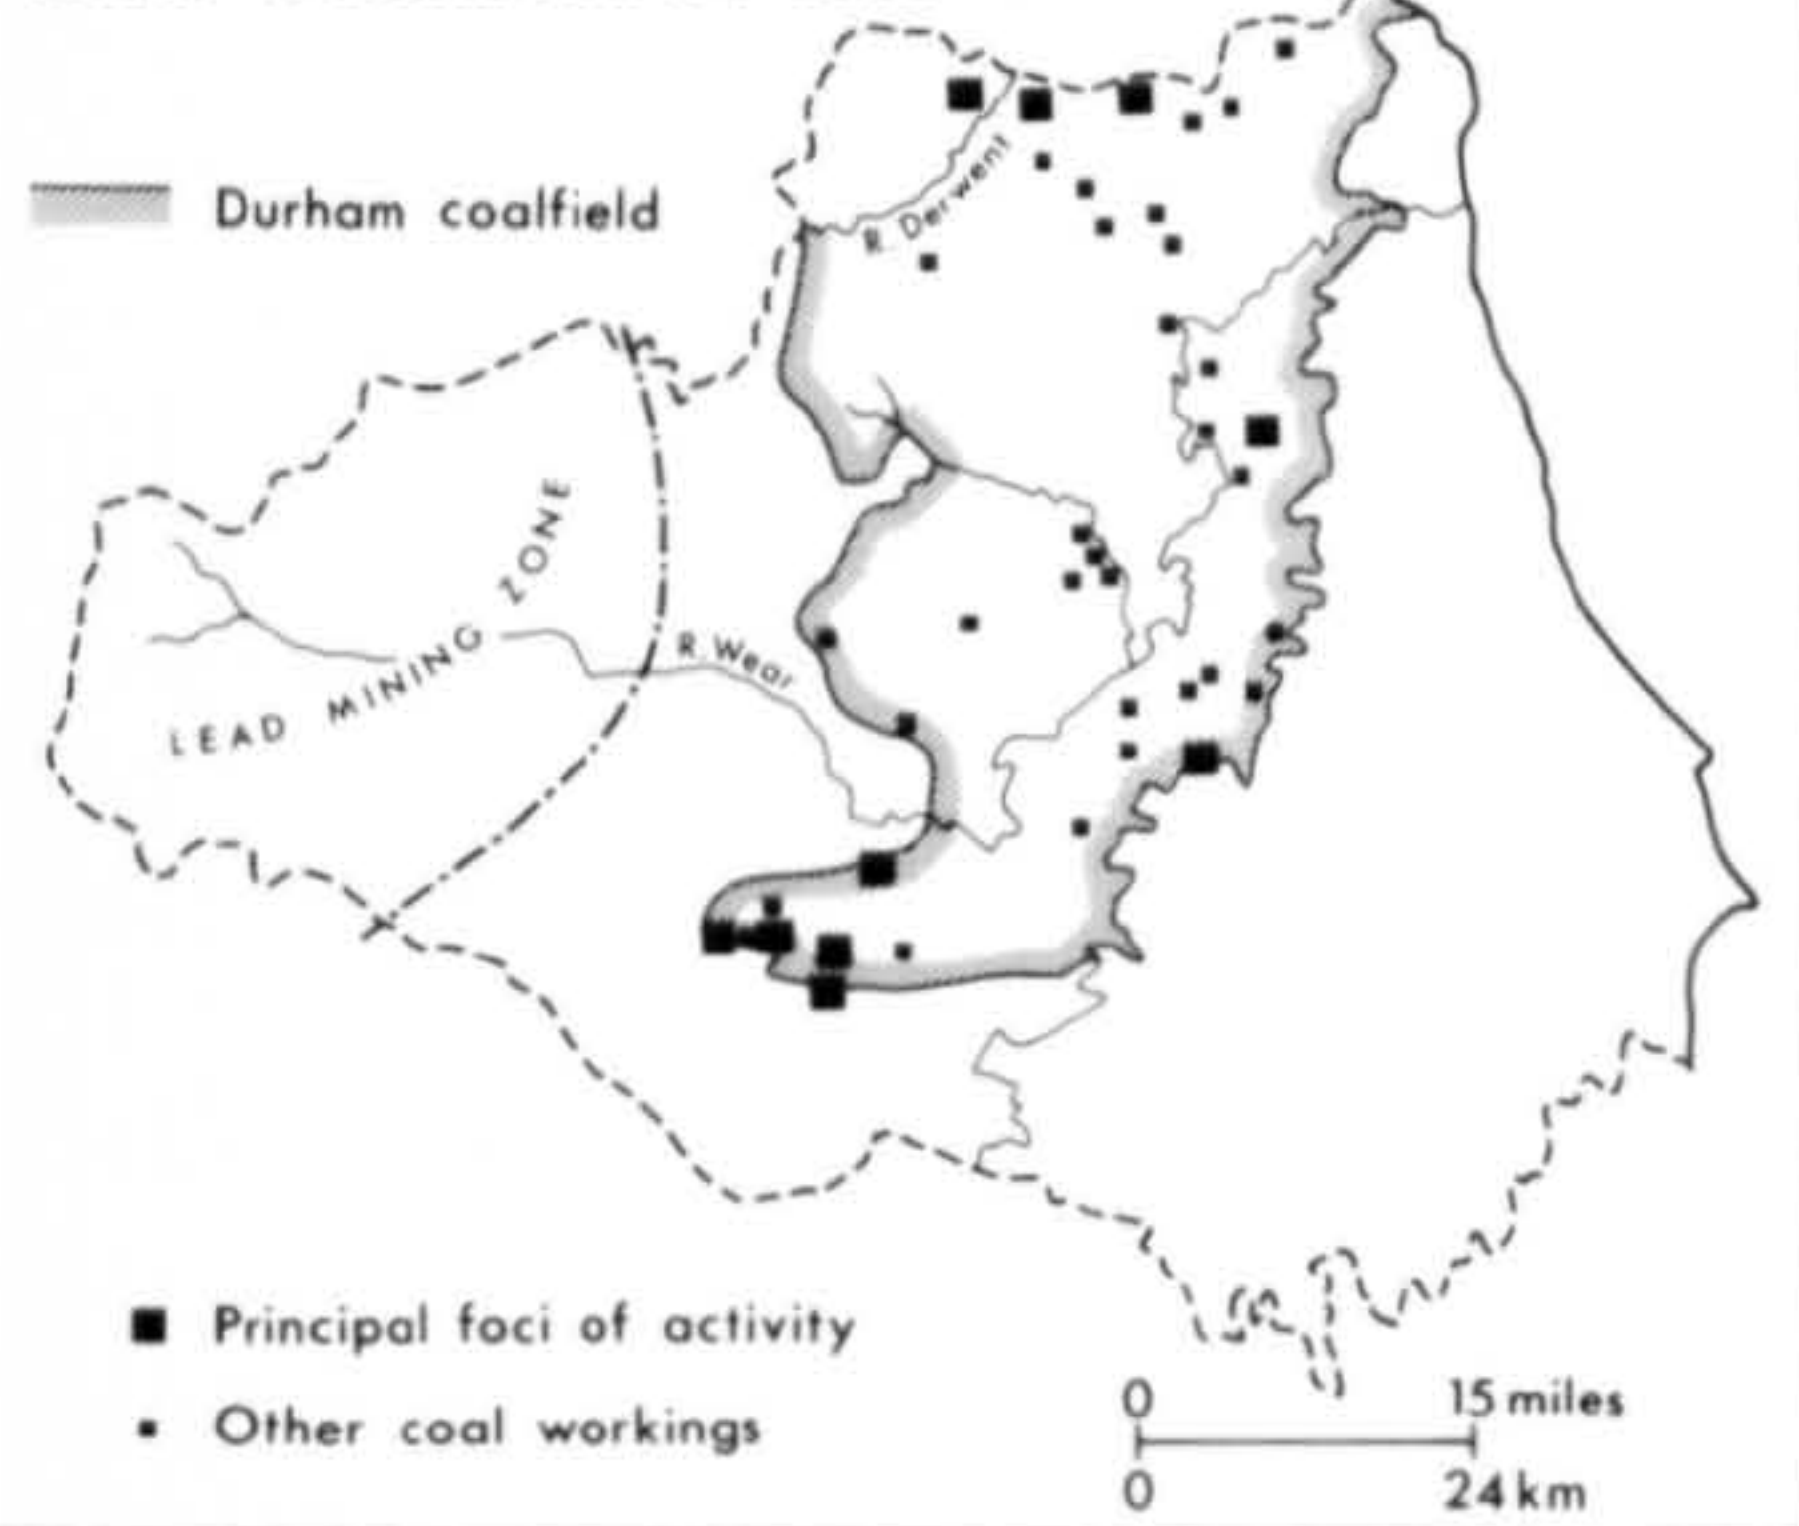 Durham coalfield
R. Derwent
LEAD MINING ZONE
R. Wear
Principal foci of activity
Other coal workings
0 15 miles
0 24 km